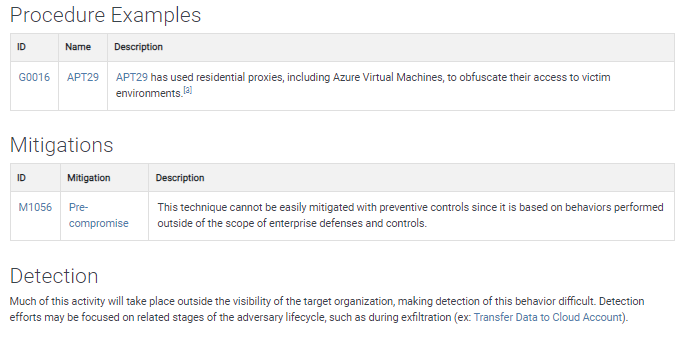 Procedure Examples
ID Name Description
G0016 APT29 APT29 has used residential proxies, including Azure Virtual Machines, to obfuscate their access to victim
environments.[3]
Mitigations
ID Mitigation Description
M1056 Pre- This technique cannot be easily mitigated with preventive controls since it is based on behaviors performed
compromise outside of the scope of enterprise defenses and controls.
Detection
Much of this activity will take place outside the visibility of the target organization, making detection of this behavior difficult. Detection
efforts may be focused on related stages of the adversary lifecycle, such as during exfiltration (ex: Transfer Data to Cloud Account).